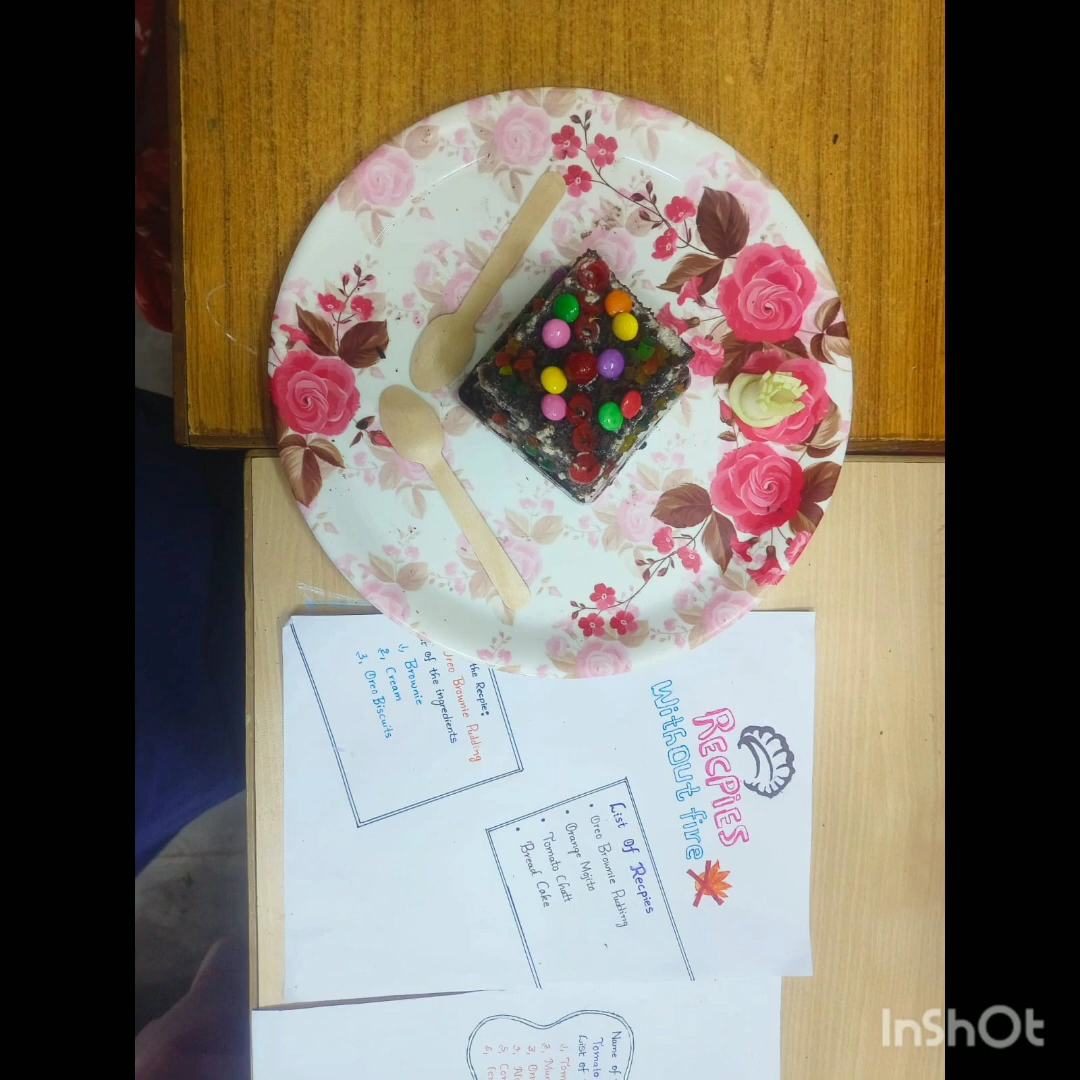 RECPiES
Without fire
List Of Recpies
• Oreo Brownie Pudding
• Orange Mojito
• Tomato Chatt
• Bread Cake
the Recpie:
Oreo Brownie Pudding
of the ingredients
1, Brownie
2, Cream
3, Oreo Biscuits
Name of
Tomato
List of
InShOt